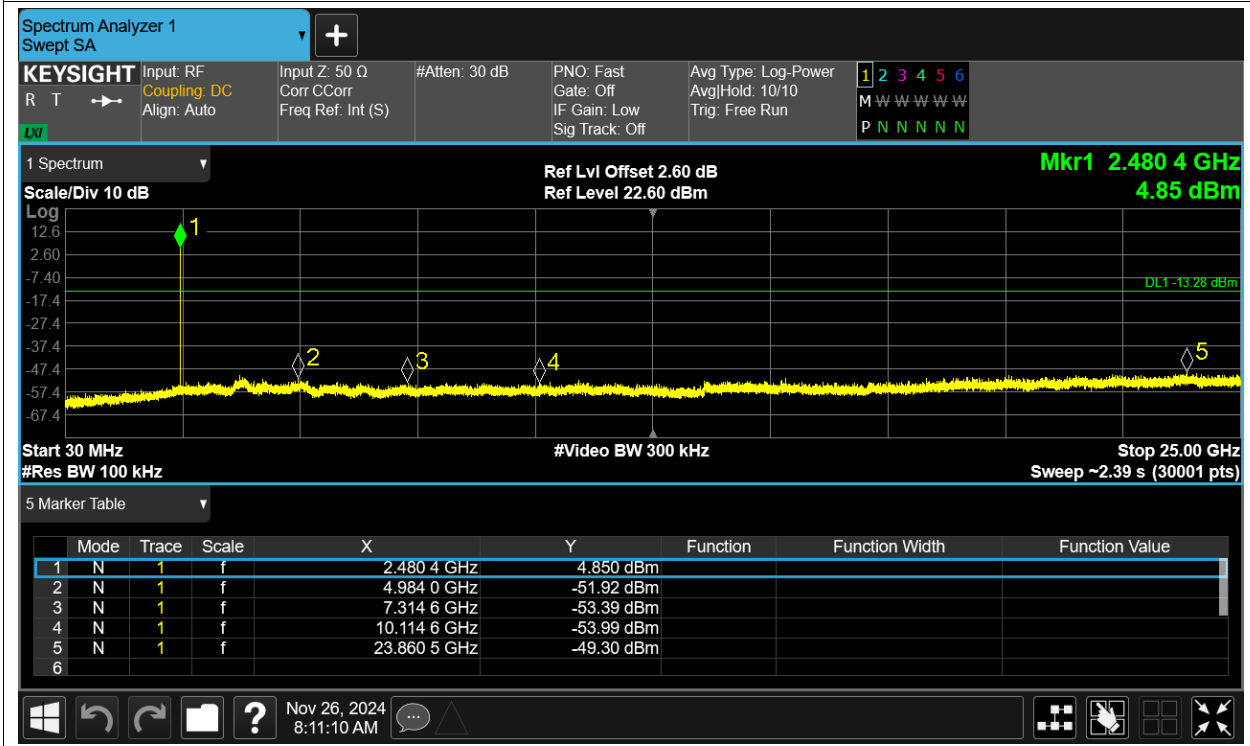 Spectrum Analyzer 1
Swept SA
+
KEYSIGHT Input: RF Input Z: 50 Ω #Atten: 30 dB PNO: Fast Avg Type: Log-Power 1 2 3 4 5 6
R T Coupling: DC Corr CCorr Gate: Off Avg|Hold: 10/10 M W W W W W
Align: Auto Freq Ref: Int (S) IF Gain: Low Trig: Free Run
LXI Sig Track: Off P N N N N N
1 Spectrum Ref Lvl Offset 2.60 dB Mkr1 2.480 4 GHz
Scale/Div 10 dB Ref Level 22.60 dBm 4.85 dBm
Log
1
12.6
2.60
-7.40
DL1 -13.28 dBm
-17.4
-27.4
-37.4
2 3 4 5
-47.4
-57.4
-67.4
Start 30 MHz #Video BW 300 kHz Stop 25.00 GHz
#Res BW 100 kHz Sweep ~2.39 s (30001 pts)
5 Marker Table
Mode Trace Scale X Y Function Function Width Function Value
1 N 1 f 2.480 4 GHz 4.850 dBm
2 N 1 f 4.984 0 GHz -51.92 dBm
3 N 1 f 7.314 6 GHz -53.39 dBm
4 N 1 f 10.114 6 GHz -53.99 dBm
5 N 1 f 23.860 5 GHz -49.30 dBm
6
? Nov 26, 2024
8:11:10 AM